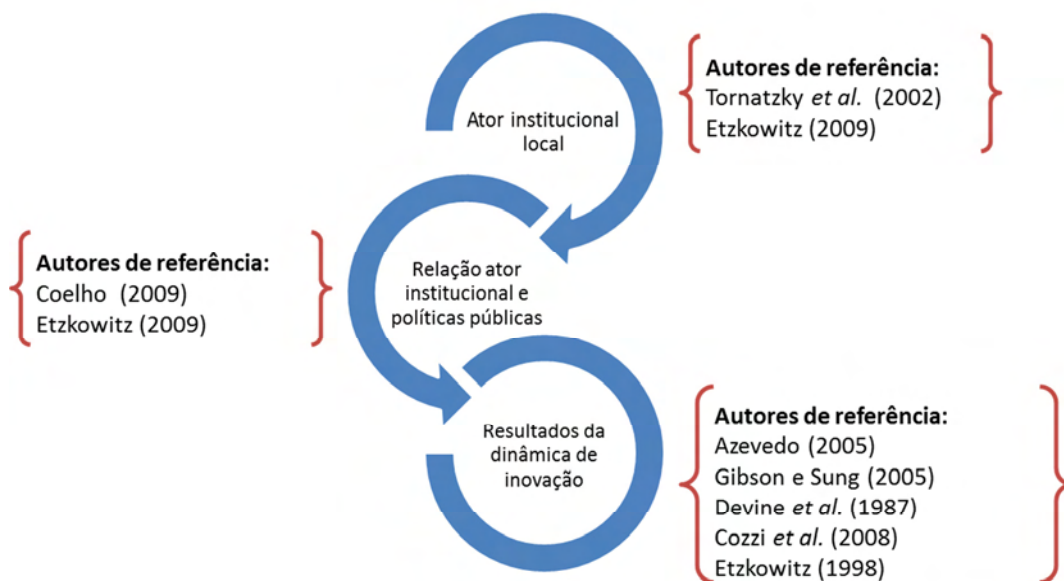 Ator institucional
local
Autores de referência:
Tornatzky et al. (2002)
Etzkowitz (2009)
Autores de referência:
Coelho (2009)
Etzkowitz (2009)
Relação ator
institucional e
políticas públicas
Resultados da
dinâmica de
inovação
Autores de referência:
Azevedo (2005)
Gibson e Sung (2005)
Devine et al. (1987)
Cozzi et al. (2008)
Etzkowitz (1998)